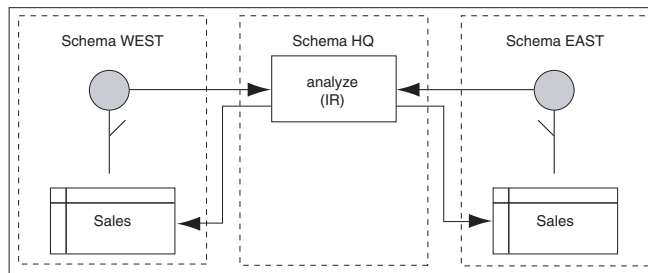 Schema WEST
Schema HQ
Schema EAST
analyze
(IR)
Sales
Sales